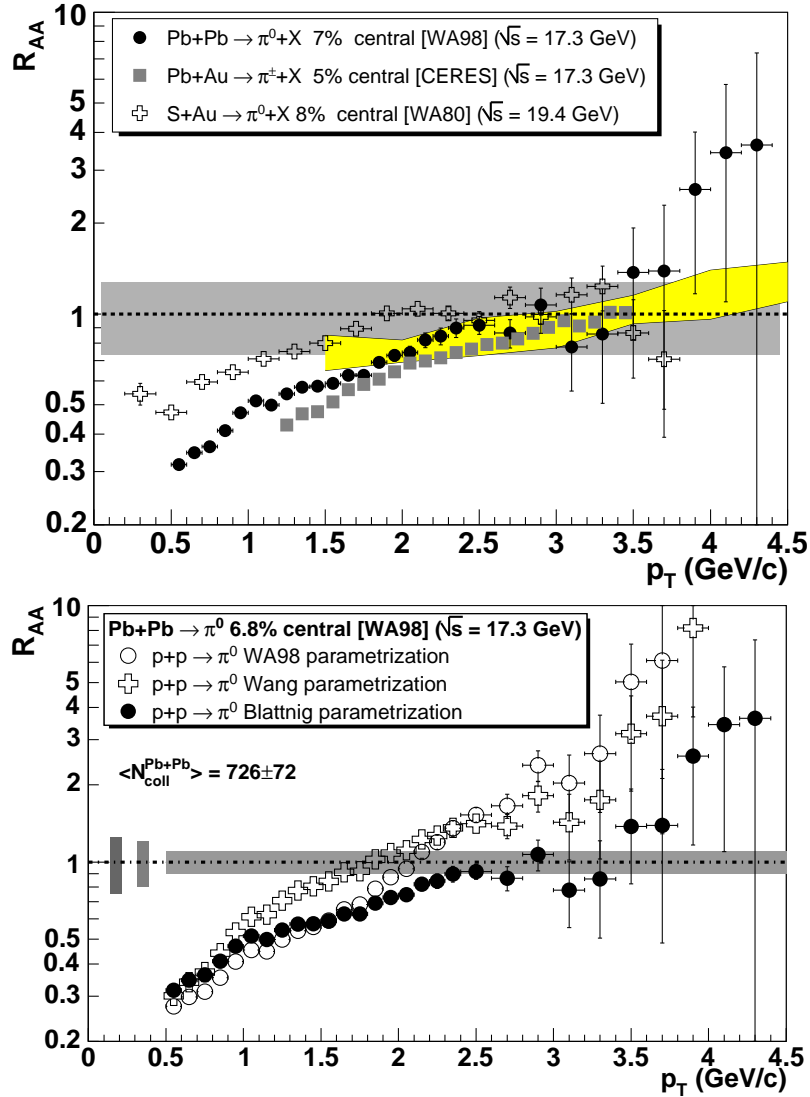 R_AA
10
5
4
3
2
1
0.5
0.4
0.3
0.2
Pb+Pb → π⁰+X 7% central [WA98] (√s = 17.3 GeV)
Pb+Au → π±+X 5% central [CERES] (√s = 17.3 GeV)
S+Au → π⁰+X 8% central [WA80] (√s = 19.4 GeV)
0 0.5 1 1.5 2 2.5 3 3.5 4 4.5
p_T (GeV/c)
R_AA
10
5
4
3
2
1
0.5
0.4
0.3
0.2
Pb+Pb → π⁰ 6.8% central [WA98] (√s = 17.3 GeV)
p+p → π⁰ WA98 parametrization
p+p → π⁰ Wang parametrization
p+p → π⁰ Blattnig parametrization
<N_coll^Pb+Pb> = 726±72
0 0.5 1 1.5 2 2.5 3 3.5 4 4.5
p_T (GeV/c)